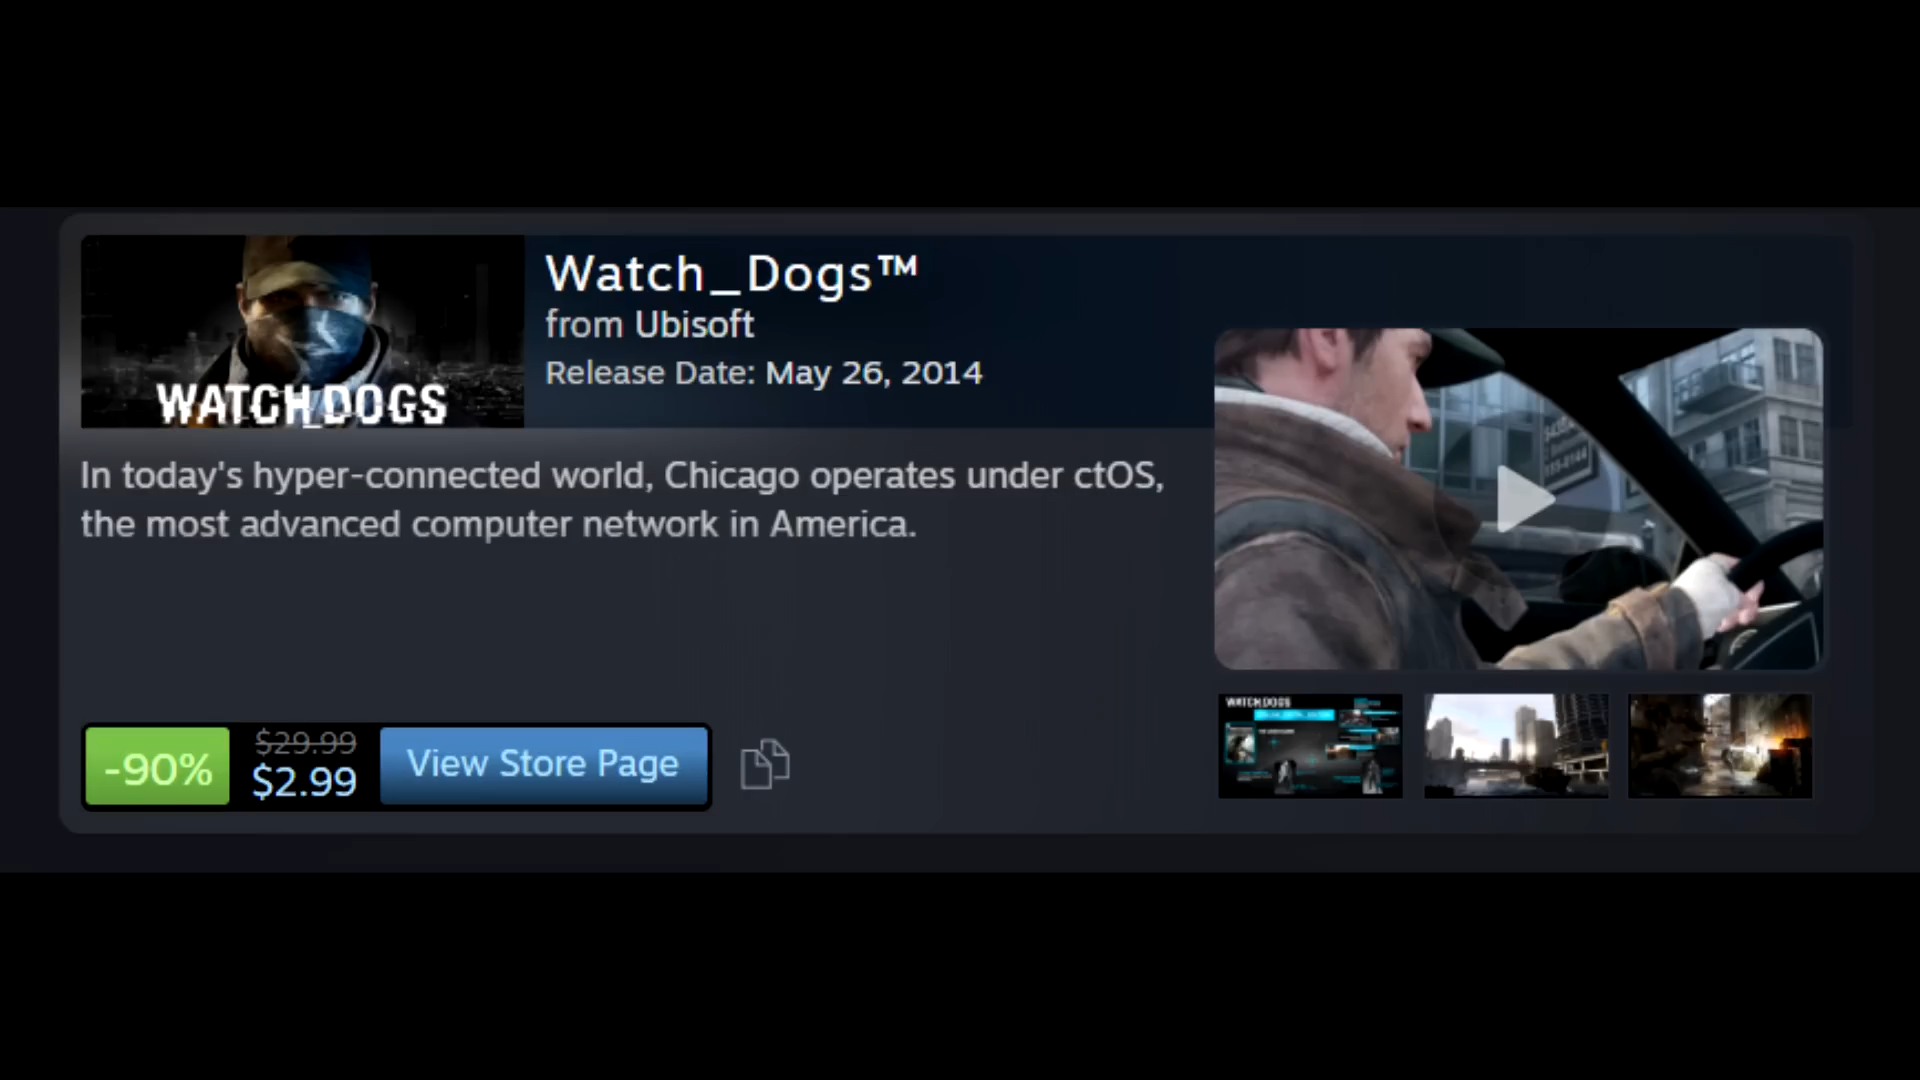 Watch_Dogs™
from Ubisoft
Release Date: May 26, 2014
WATCH_DOGS
In today's hyper-connected world, Chicago operates under ctOS,
the most advanced computer network in America.
-90%
$29.99
$2.99
View Store Page
WATCH_DOGS